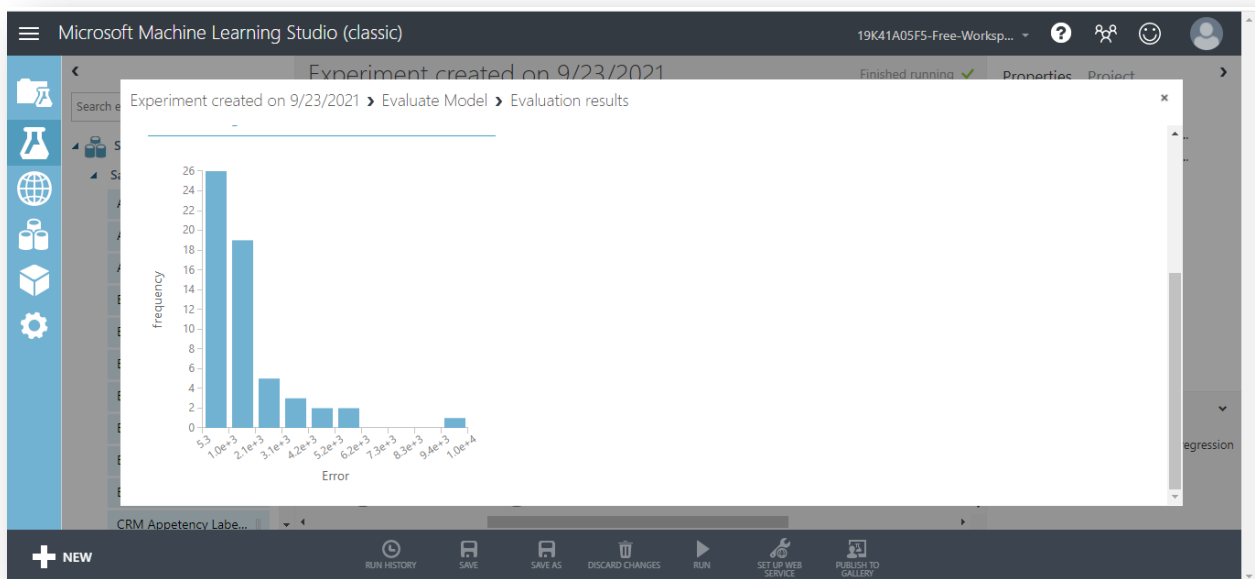 Microsoft Machine Learning Studio (classic)
19K41A05F5-Free-Worksp...
Experiment created on 9/23/2021
Finished running
Properties Project
Search e
Experiment created on 9/23/2021 > Evaluate Model > Evaluation results
26
24
22
20
18
16
14
12
10
8
6
4
2
0
frequency
5.3 1.0e+3 2.1e+3 3.1e+3 4.2e+3 5.2e+3 6.2e+3 7.3e+3 8.3e+3 9.4e+3 1.0e+4
Error
egression
CRM Appetency Labe...
NEW
RUN HISTORY
SAVE
SAVE AS
DISCARD CHANGES
RUN
SET UP WEB
SERVICE
PUBLISH TO
GALLERY